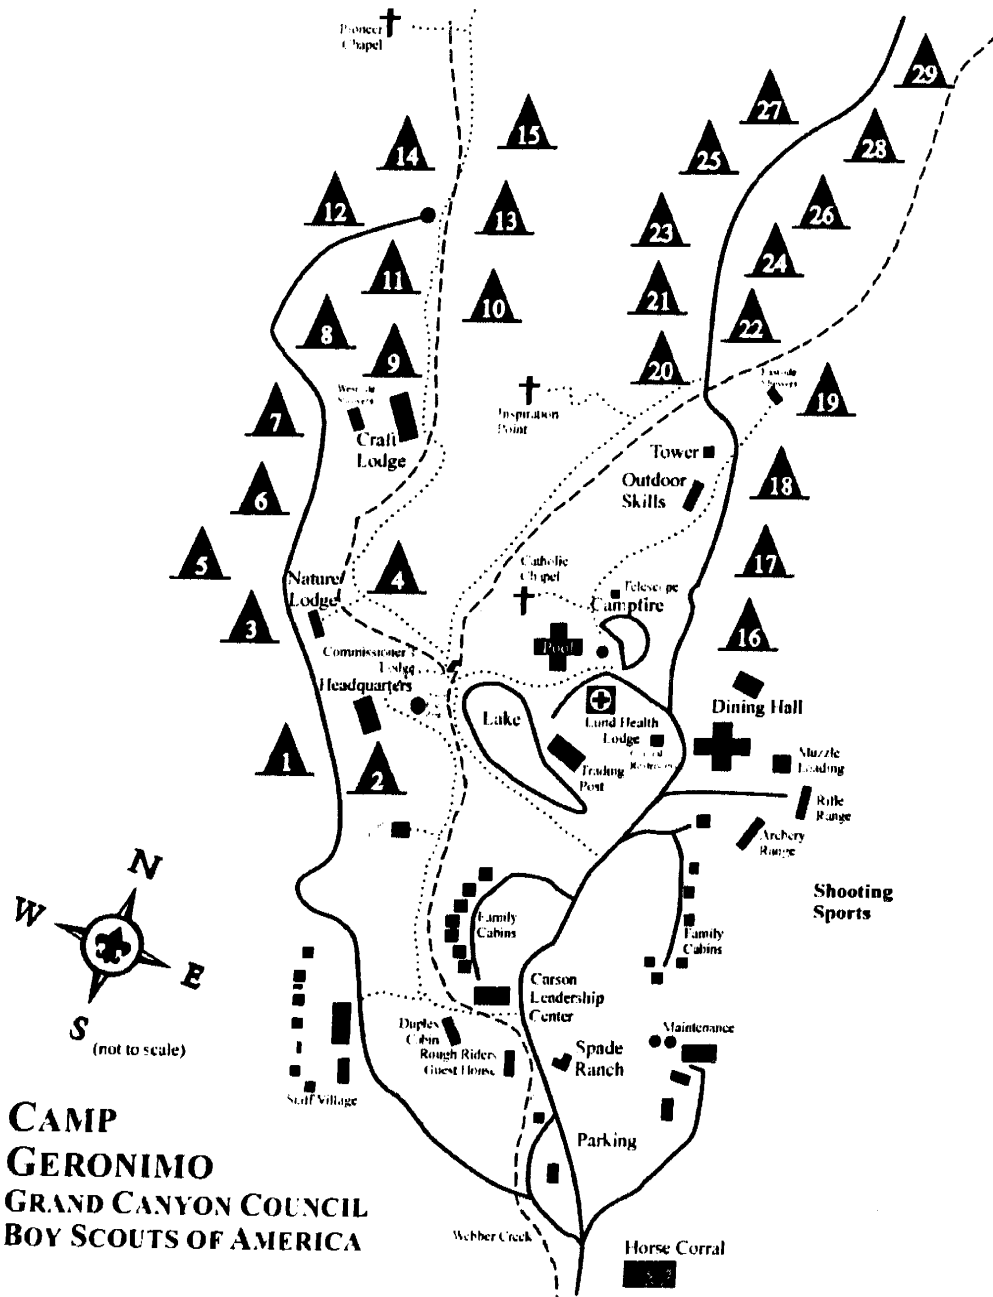 Pioneer
Chapel
29
27
28
15
14
25
12
13
26
23
24
11
10
21
22
8
9
20
Eastside
Showers
Westside
Showers
19
7
Inspiration
Point
Craft
Lodge
Tower
18
6
Outdoor
Skills
5
17
Catholic
Chapel
Nature
Lodge
4
Telescope
Campfire
3
16
Pool
Commissioner's
Lodge
Headquarters
Dining Hall
Lake
Lund Health
Lodge
1
2
Trading
Post
Muzzle
Loading
Rifle
Range
Archery
Range
Shooting
Sports
N
W
E
S
(not to scale)
Family
Cabins
Family
Cabins
Carson
Leadership
Center
Duplex
Cabin
Rough Riders
Guest House
Maintenance
Spade
Ranch
Staff Village
Parking
CAMP
GERONIMO
GRAND CANYON COUNCIL
BOY SCOUTS OF AMERICA
Webber Creek
Horse Corral